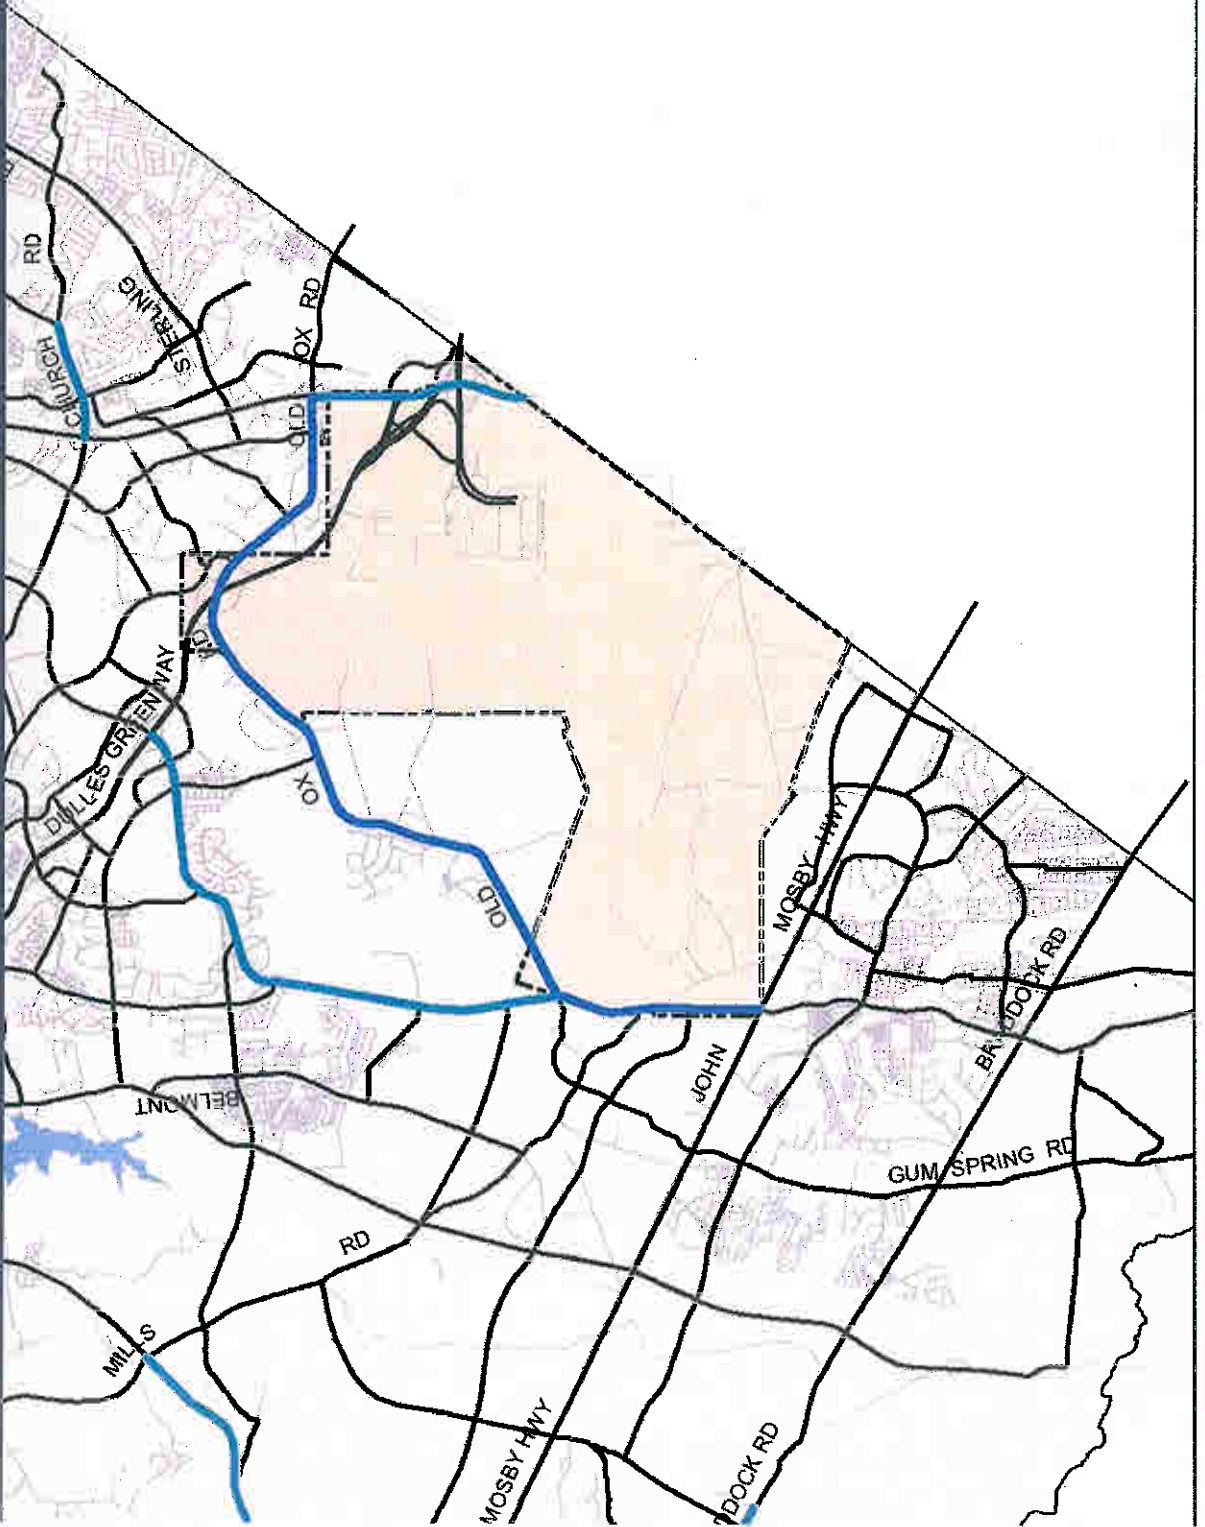 RD
STERLING
CHURCH
OX RD
OLD
RD
DULLES GREENWAY
OX
MOSBY HWY
OLD
BRADDOCK RD
JOHN
BELMONT
GUM SPRING RD
RD
MILLS
MOSBY HWY
DDOCK RD